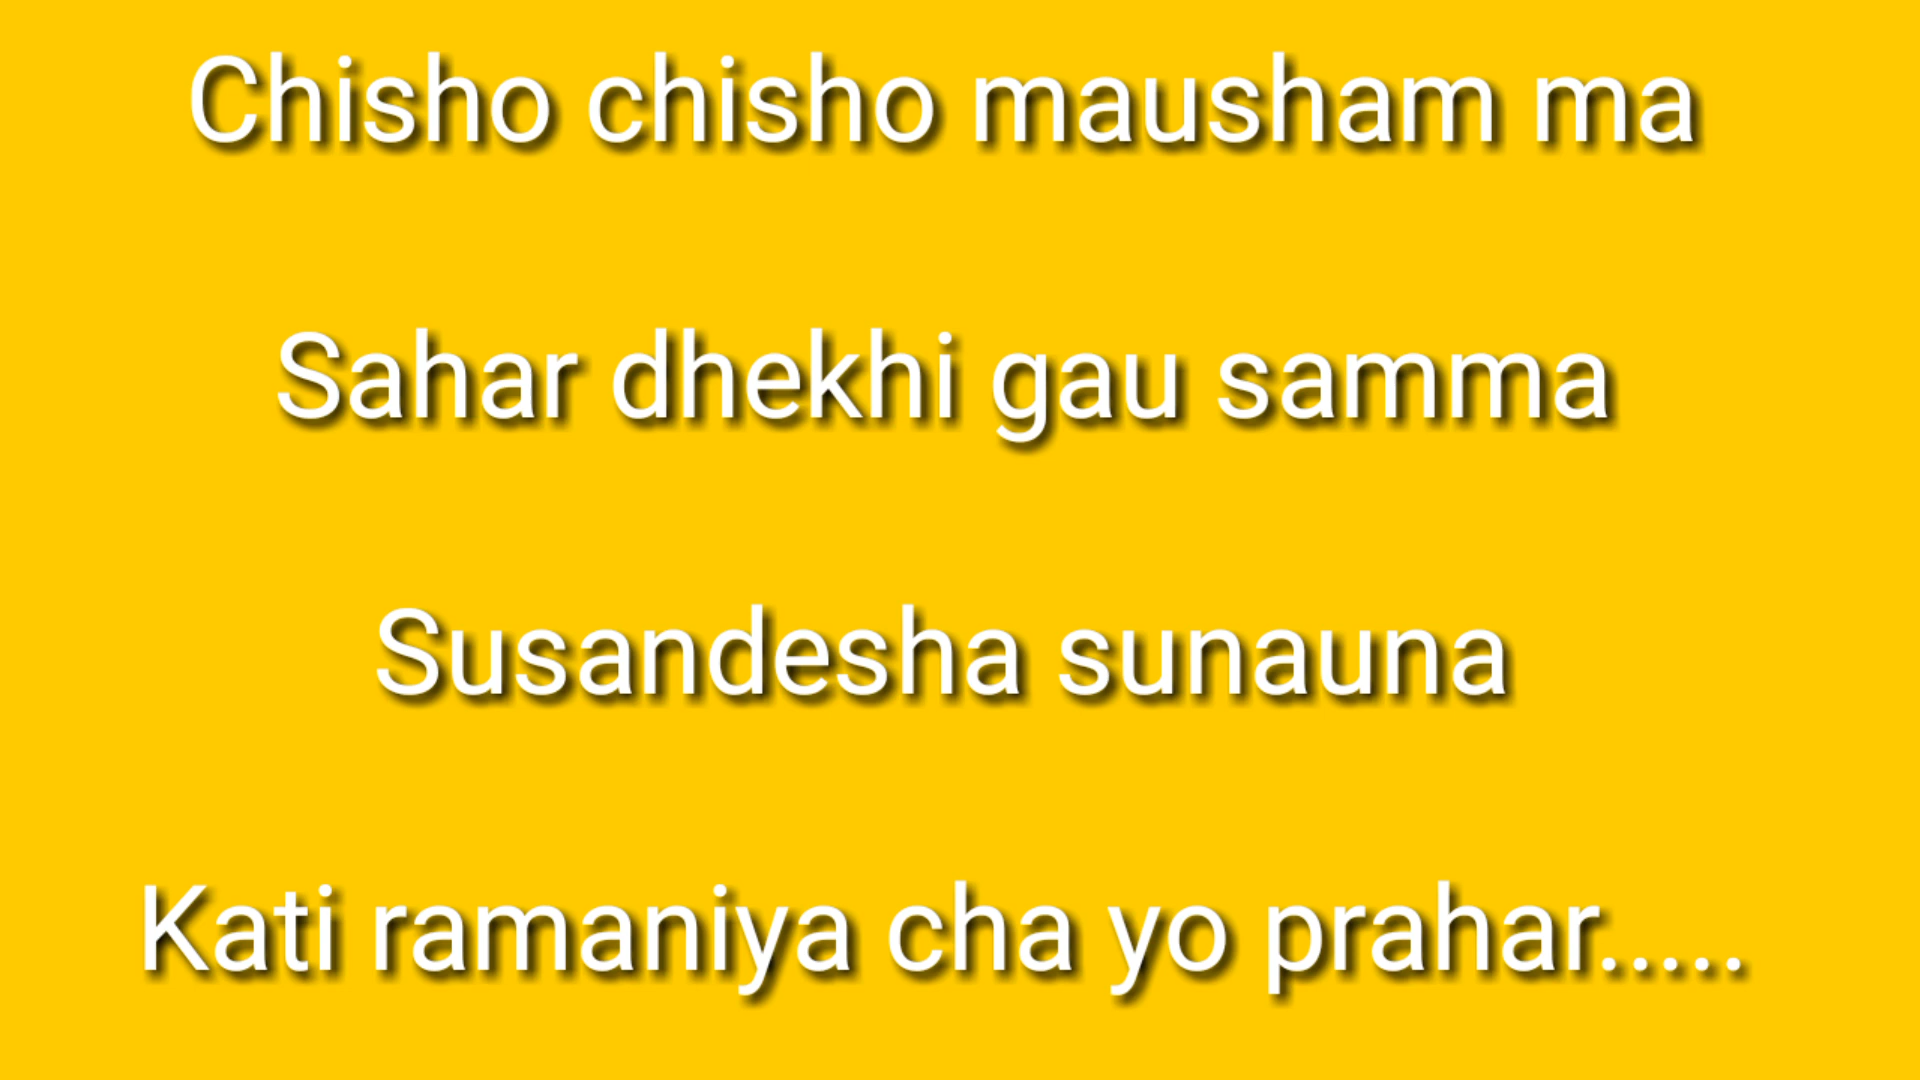 Chisho chisho mausham ma
Sahar dhekhi gau samma
Susandesha sunauna
Kati ramaniya cha yo prahar.....